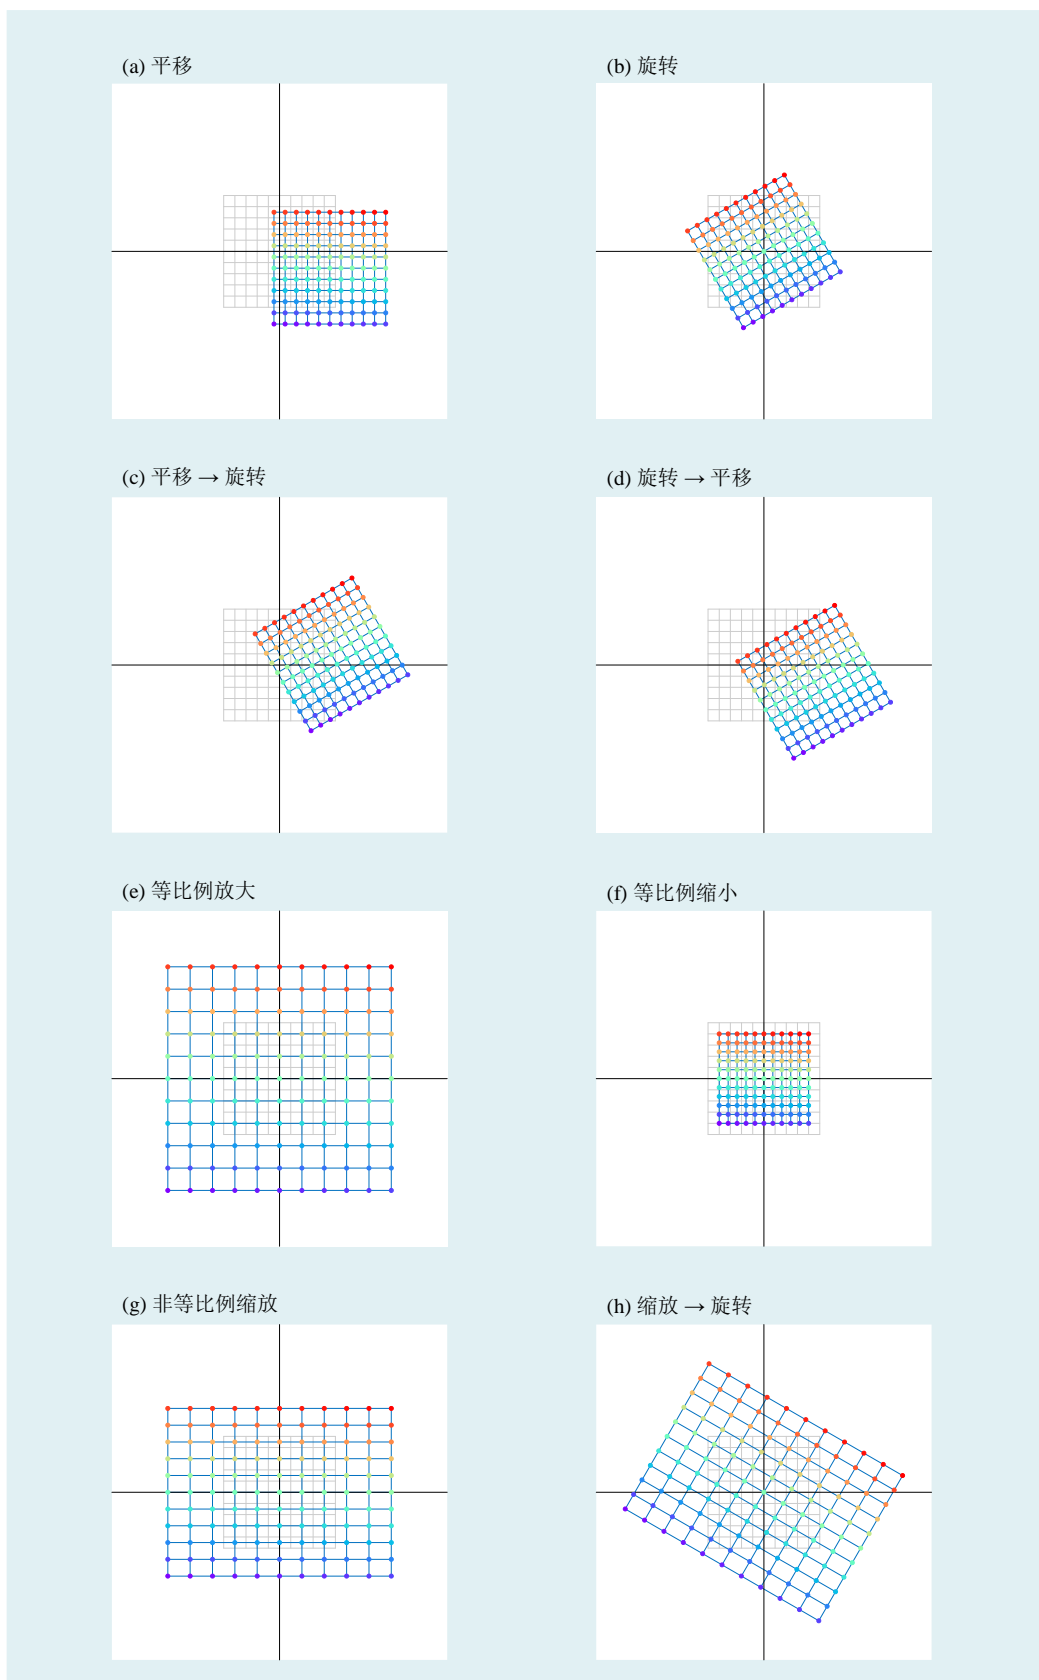 (a) 平移
(b) 旋转
(c) 平移 → 旋转
(d) 旋转 → 平移
(e) 等比例放大
(f) 等比例缩小
(g) 非等比例缩放
(h) 缩放 → 旋转